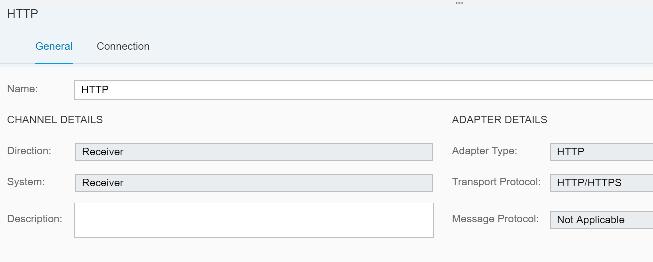 HTTP
General Connection
Name: HTTP
CHANNEL DETAILS
Direction: Receiver
System: Receiver
Description:
ADAPTER DETAILS
Adapter Type: HTTP
Transport Protocol: HTTP/HTTPS
Message Protocol: Not Applicable